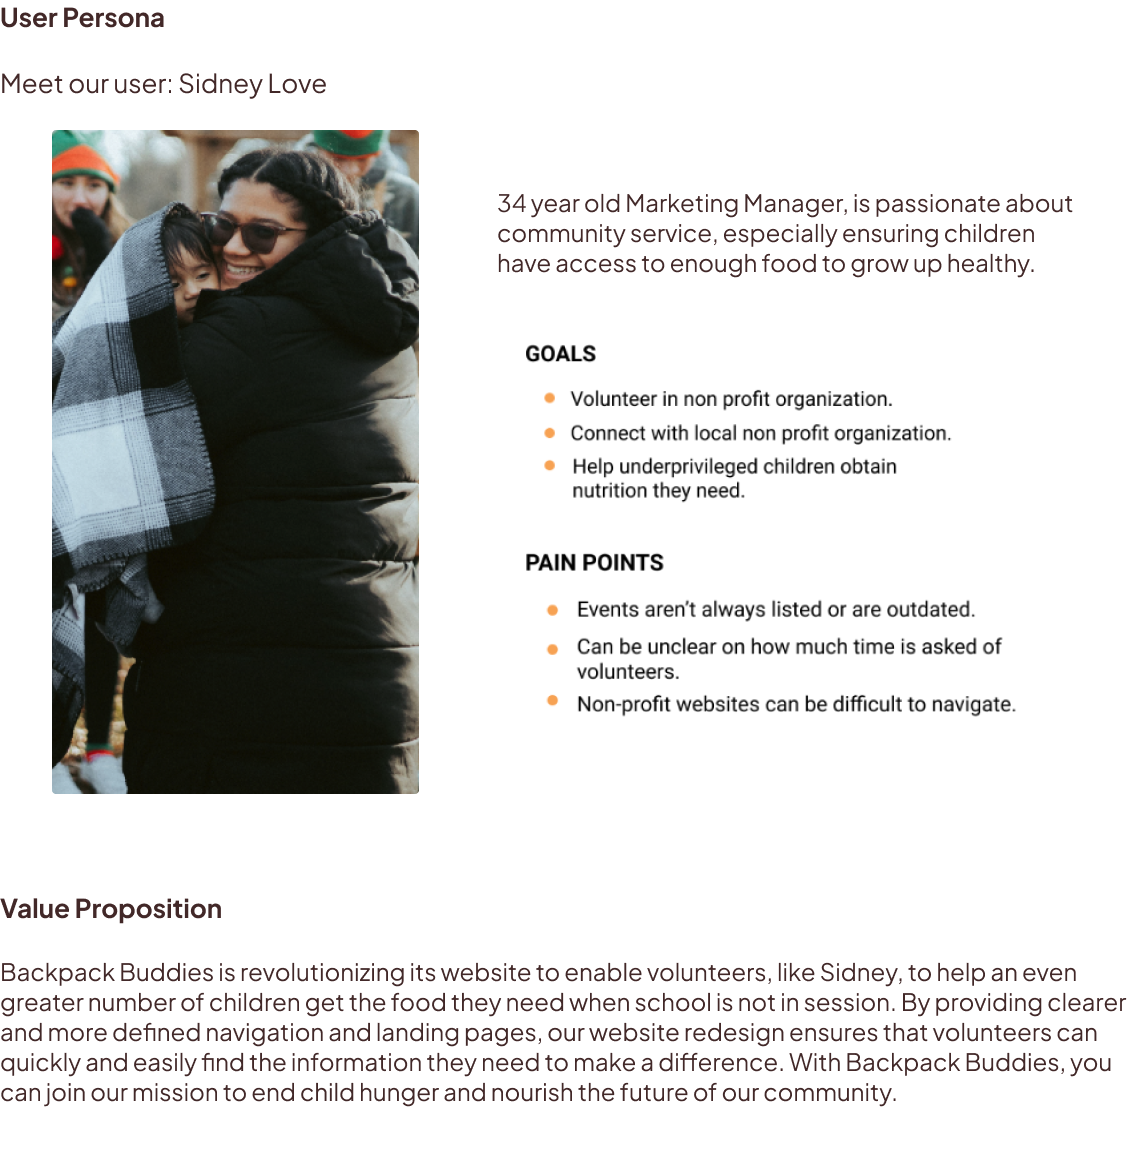 User Persona
Meet our user: Sidney Love
34 year old Marketing Manager, is passionate about
community service, especially ensuring children
have access to enough food to grow up healthy.
GOALS
Volunteer in non profit organization.
Connect with local non profit organization.
Help underprivileged children obtain
nutrition they need.
PAIN POINTS
Events aren't always listed or are outdated.
Can be unclear on how much time is asked of
volunteers.
Non-profit websites can be difficult to navigate.
Value Proposition
Backpack Buddies is revolutionizing its website to enable volunteers, like Sidney, to help an even
greater number of children get the food they need when school is not in session. By providing clearer
and more defined navigation and landing pages, our website redesign ensures that volunteers can
quickly and easily find the information they need to make a difference. With Backpack Buddies, you
can join our mission to end child hunger and nourish the future of our community.